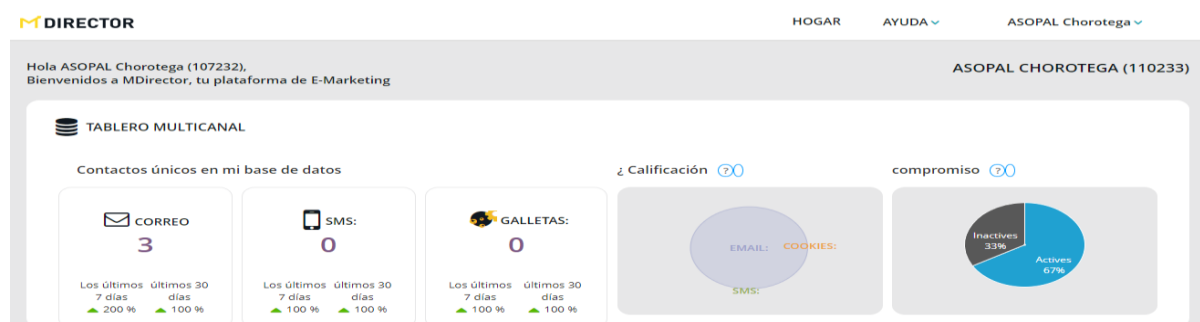 MDIRECTOR
HOGAR AYUDA ASOPAL Chorotega
Hola ASOPAL Chorotega (107232),
Bienvenidos a MDirector, tu plataforma de E-Marketing
ASOPAL CHOROTEGA (110233)
TABLERO MULTICANAL
Contactos únicos en mi base de datos
CORREO
3
Los últimos últimos 30
7 días días
200 % 100 %
SMS:
0
Los últimos últimos 30
7 días días
100 % 100 %
GALLETAS:
0
Los últimos últimos 30
7 días días
100 % 100 %
¿ Calificación ?
EMAIL: COOKIES:
SMS:
compromiso ?
Inactives
33%
Actives
67%